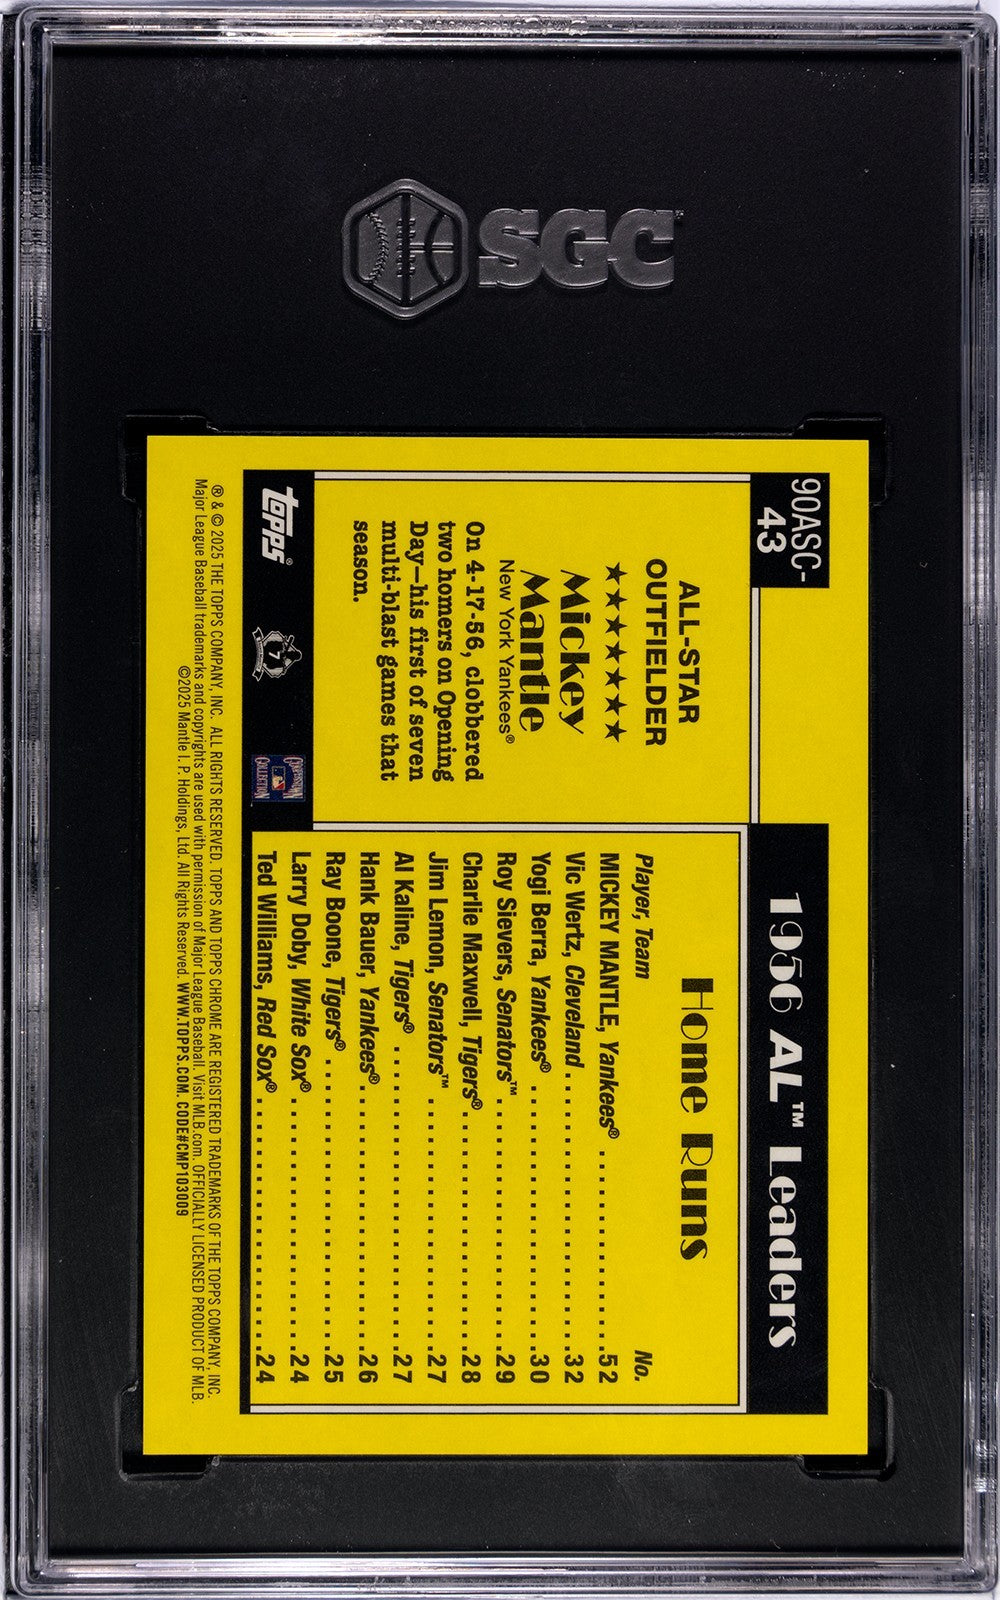 SGC
90ASC-
43
ALL-STAR
OUTFIELDER
★★★★★★★
Mickey
Mantle
New York Yankees®
On 4-17-56, clobbered
two homers on Opening
Day—his first of seven
multi-blast games that
season.
topps®
7
COOPERSTOWN
COLLECTION
1956 AL™ Leaders
Home Runs
Player, Team No.
MICKEY MANTLE, Yankees® 52
Vic Wertz, Cleveland 32
Yogi Berra, Yankees® 30
Roy Sievers, Senators™ 29
Charlie Maxwell, Tigers® 28
Jim Lemon, Senators™ 27
Al Kaline, Tigers® 27
Hank Bauer, Yankees® 26
Ray Boone, Tigers® 25
Larry Doby, White Sox® 24
Ted Williams, Red Sox® 24
® & © 2025 THE TOPPS COMPANY, INC. ALL RIGHTS RESERVED. TOPPS AND TOPPS CHROME ARE REGISTERED TRADEMARKS OF THE TOPPS COMPANY, INC.
Major League Baseball trademarks and copyrights are used with permission of Major League Baseball. Visit MLB.com. OFFICIALLY LICENSED PRODUCT OF MLB.
©2025 Mantle I. P. Holdings, Ltd. All Rights Reserved. WWW.TOPPS.COM. CODE#CMP103009